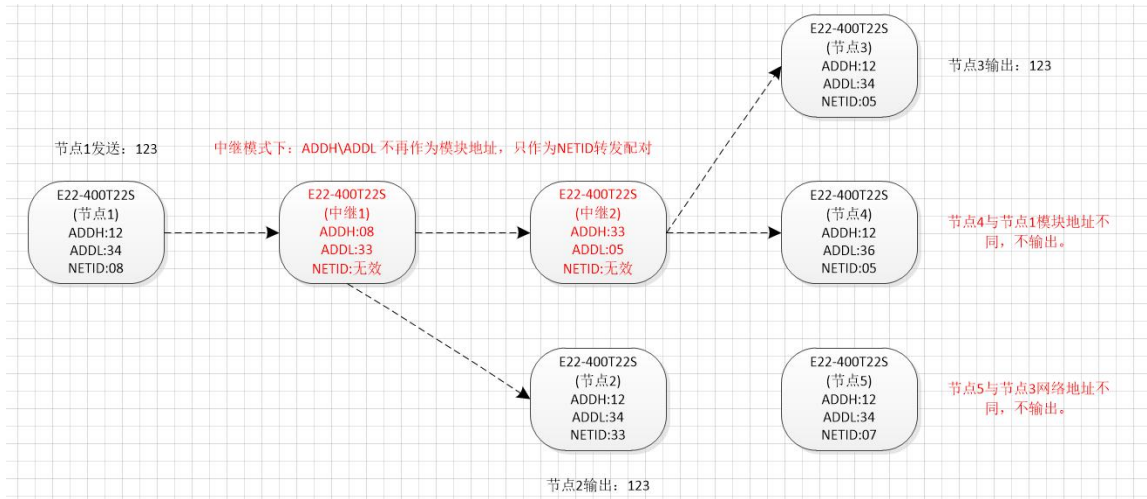 E22-400T22S
(节点3)
ADDH:12
ADDL:34
NETID:05
节点3输出：123
节点1发送：123
中继模式下：ADDH\ADDL 不再作为模块地址，只作为NETID转发配对
E22-400T22S
(节点1)
ADDH:12
ADDL:34
NETID:08
E22-400T22S
(中继1)
ADDH:08
ADDL:33
NETID:无效
E22-400T22S
(中继2)
ADDH:33
ADDL:05
NETID:无效
E22-400T22S
(节点4)
ADDH:12
ADDL:36
NETID:05
节点4与节点1模块地址不
同，不输出。
E22-400T22S
(节点2)
ADDH:12
ADDL:34
NETID:33
E22-400T22S
(节点5)
ADDH:12
ADDL:34
NETID:07
节点5与节点3网络地址不
同，不输出。
节点2输出：123